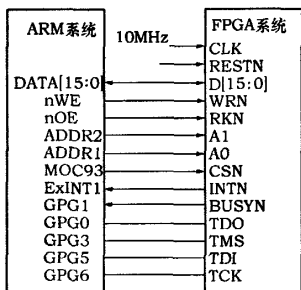 ARM系统
FPGA系统
10MHz
CLK
RESTN
DATA[15:0] D[15:0]
nWE WRN
nOE RKN
ADDR2 A1
ADDR1 A0
MOC93 CSN
ExINT1 INTN
GPG1 BUSYN
GPG0 TDO
GPG3 TMS
GPG5 TDI
GPG6 TCK